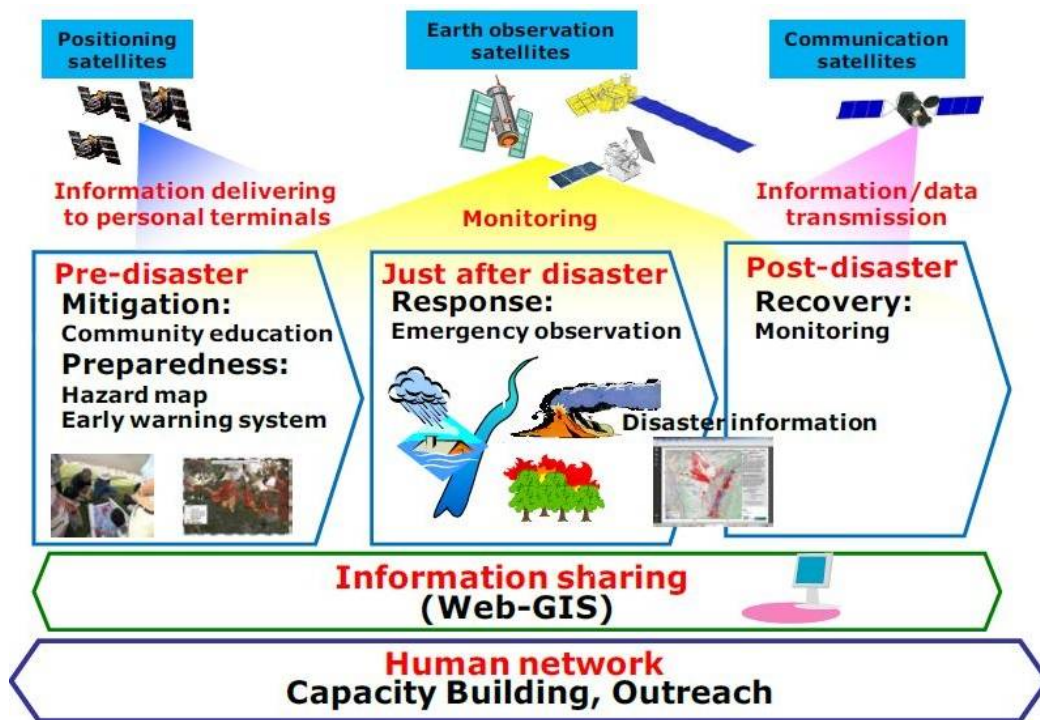 Positioning
satellites
Earth observation
satellites
Communication
satellites
Information delivering
to personal terminals
Monitoring
Information/data
transmission
Pre-disaster
Mitigation:
Community education
Preparedness:
Hazard map
Early warning system
Just after disaster
Response:
Emergency observation
Disaster information
Post-disaster
Recovery:
Monitoring
Information sharing
(Web-GIS)
Human network
Capacity Building, Outreach